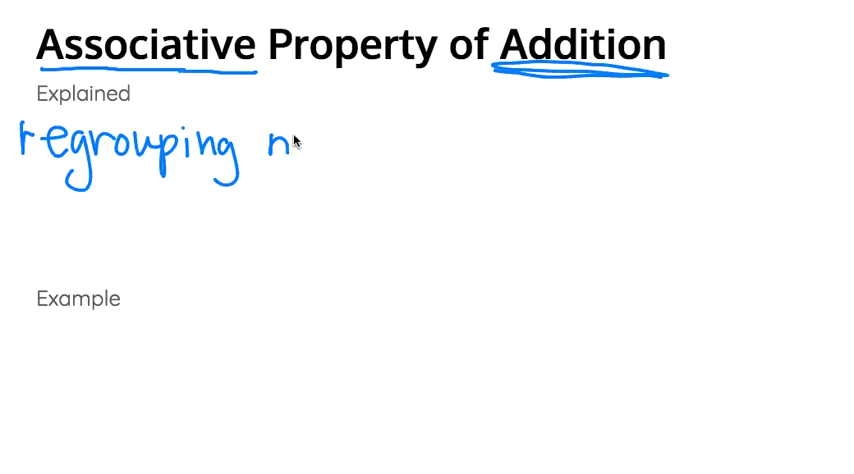 Associative Property of Addition
Explained
regrouping n
Example